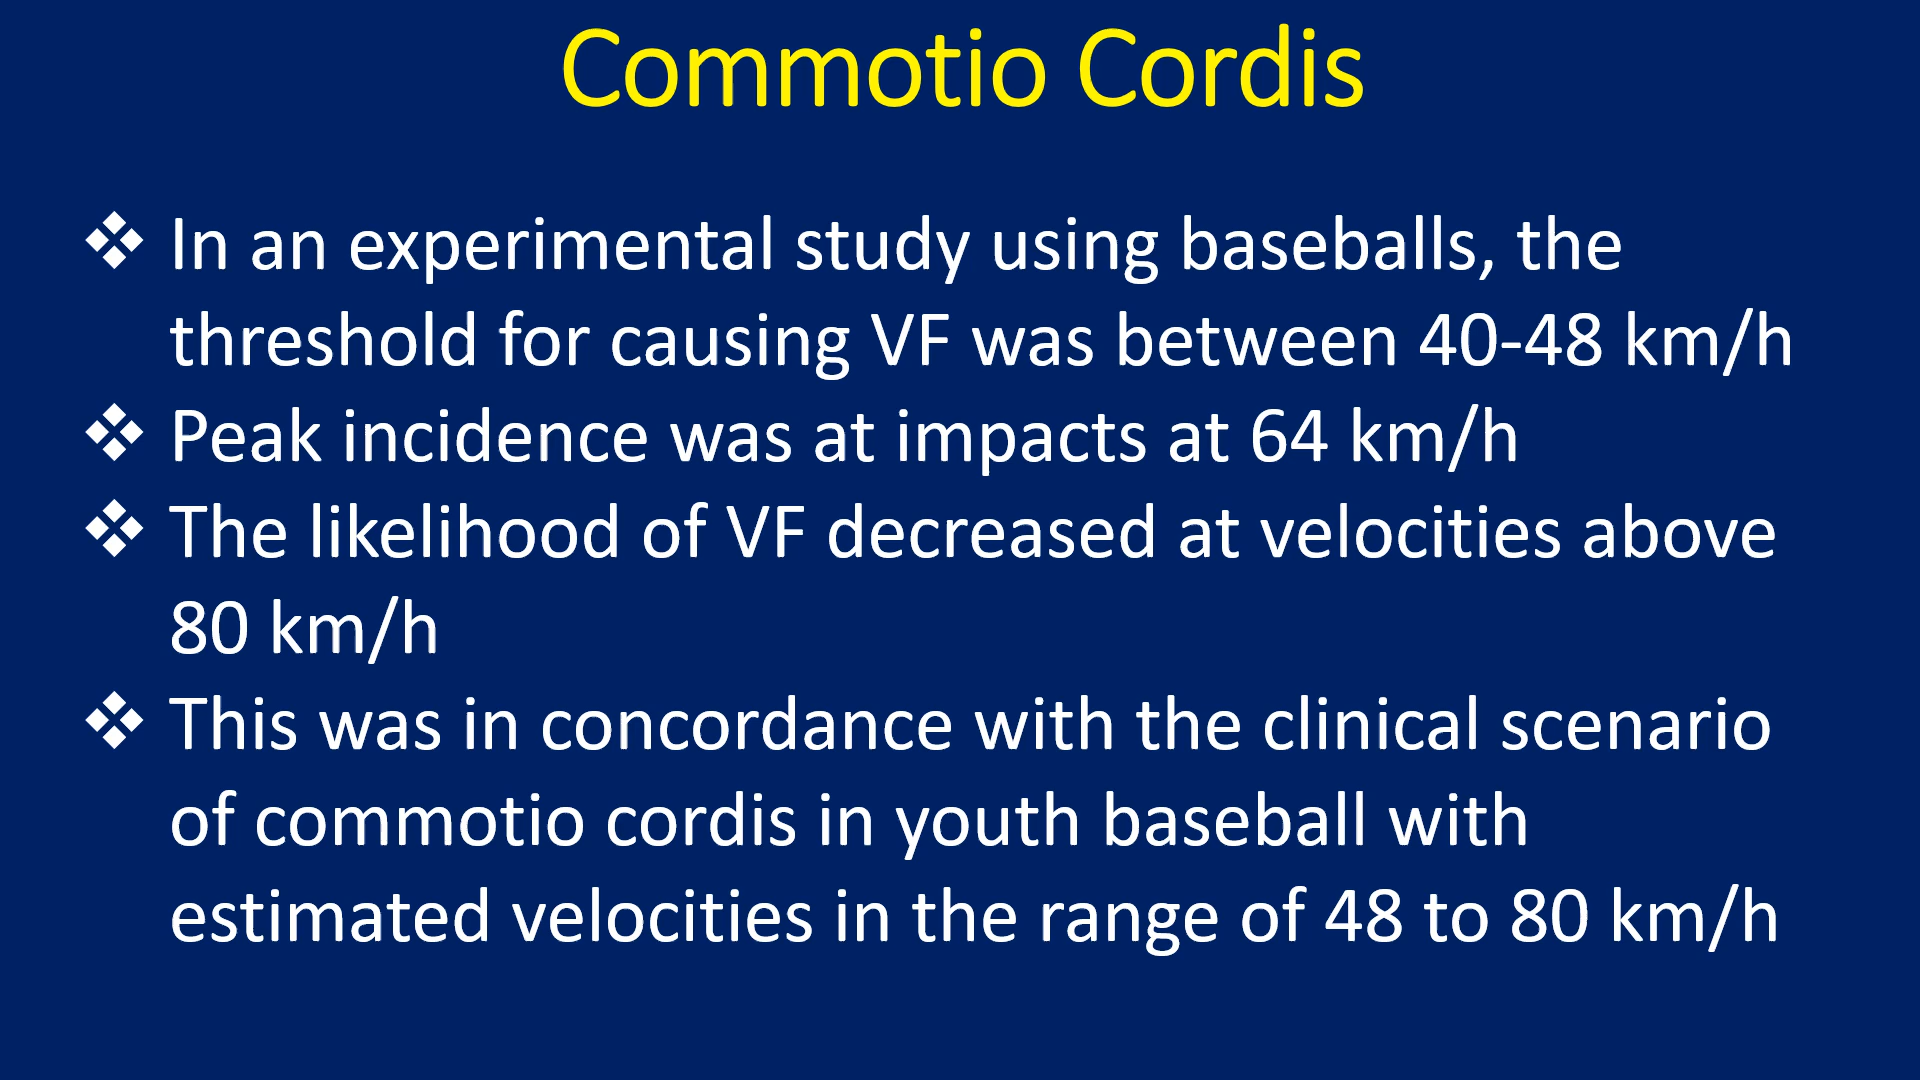 Commotio Cordis
❖ In an experimental study using baseballs, the
threshold for causing VF was between 40-48 km/h
❖ Peak incidence was at impacts at 64 km/h
❖ The likelihood of VF decreased at velocities above
80 km/h
❖ This was in concordance with the clinical scenario
of commotio cordis in youth baseball with
estimated velocities in the range of 48 to 80 km/h